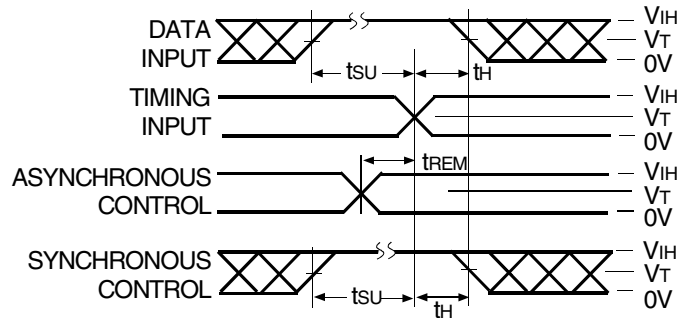 DATA
INPUT
tSU
tH
VIH
VT
0V
TIMING
INPUT
VIH
VT
0V
tREM
ASYNCHRONOUS
CONTROL
VIH
VT
0V
SYNCHRONOUS
CONTROL
tSU
tH
VIH
VT
0V